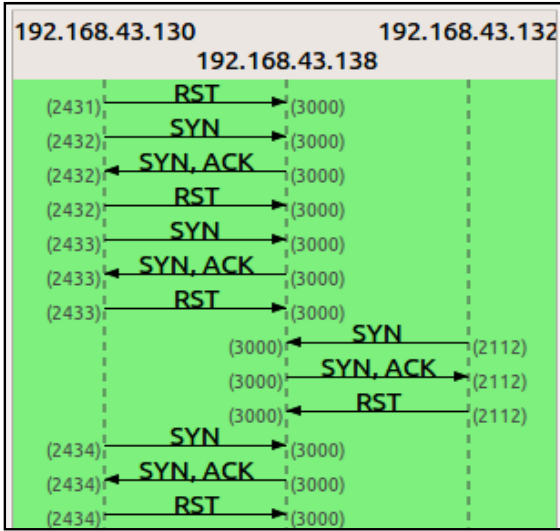 192.168.43.130 192.168.43.132
192.168.43.138
RST
(2431) (3000)
SYN
(2432) (3000)
SYN, ACK
(2432) (3000)
RST
(2432) (3000)
SYN
(2433) (3000)
SYN, ACK
(2433) (3000)
RST
(2433) (3000)
SYN
(3000) (2112)
SYN, ACK
(3000) (2112)
RST
(3000) (2112)
SYN
(2434) (3000)
SYN, ACK
(2434) (3000)
RST
(2434) (3000)